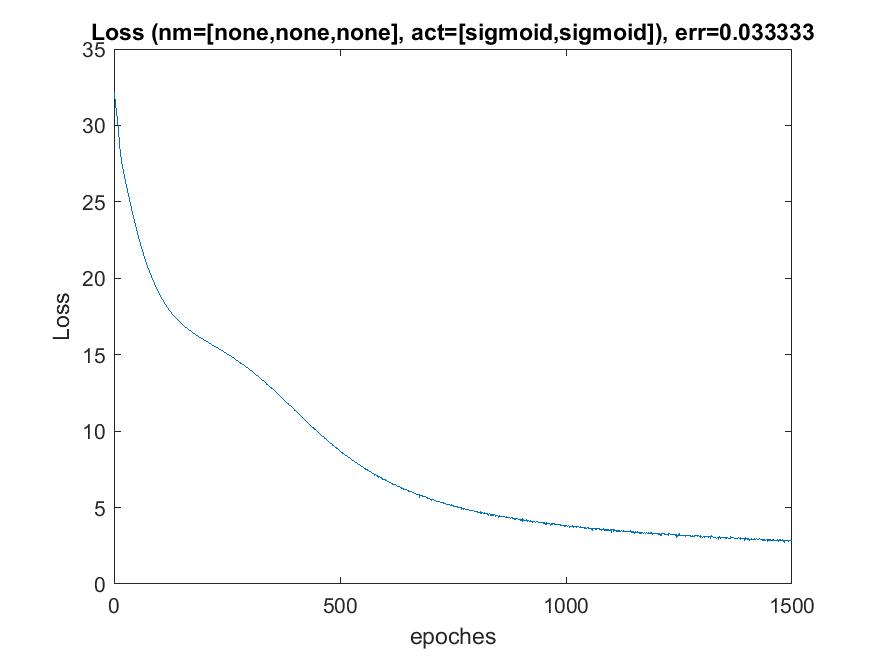 Loss (nm=[none,none,none], act=[sigmoid,sigmoid]), err=0.033333
35
30
25
20
15
10
5
0
Loss
0 500 1000 1500
epoches